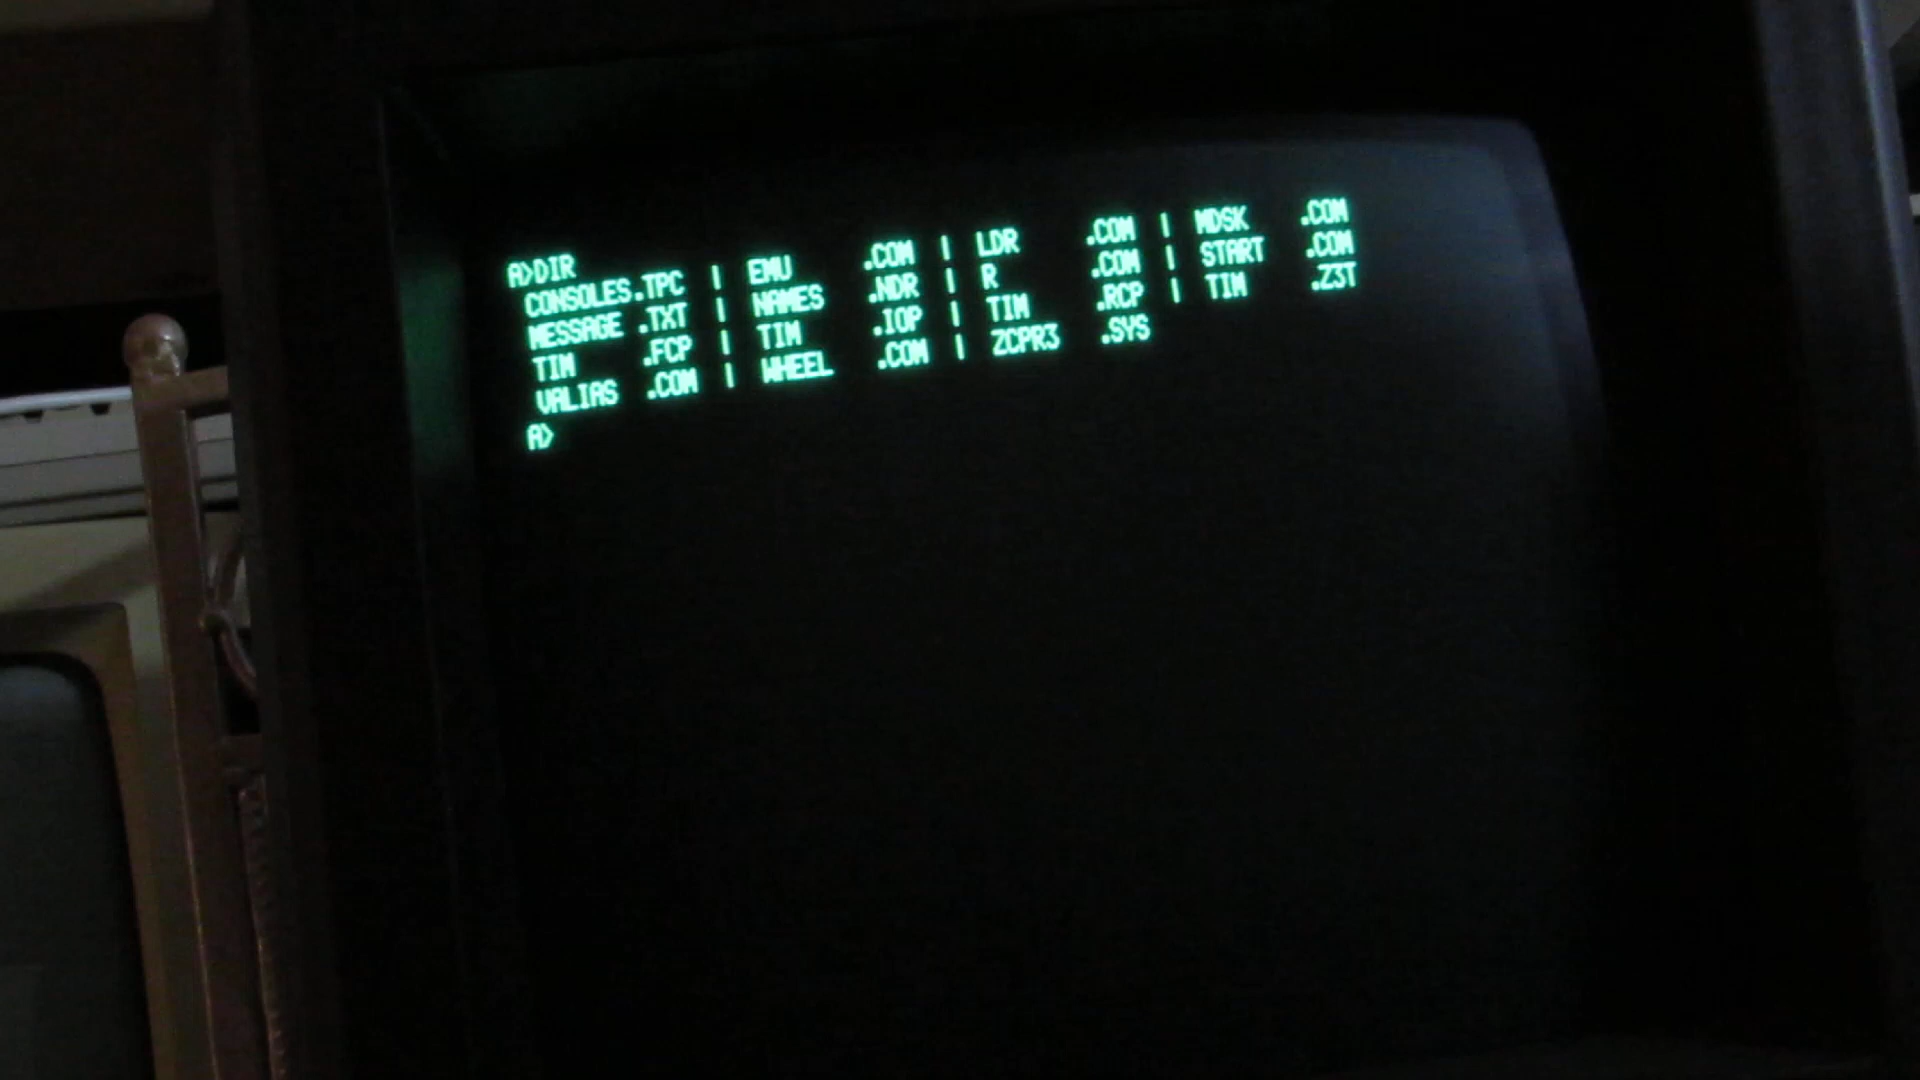 A>DIR
CONSOLES.TPC | EMU .COM | LDR .COM | MDSK .COM
MESSAGE .TXT | NAMES .NDR | R .COM | START .COM
TIM .FCP | TIM .IOP | TIM .RCP | TIM .Z3T
VALIAS .COM | WHEEL .COM | ZCPR3 .SYS
A>